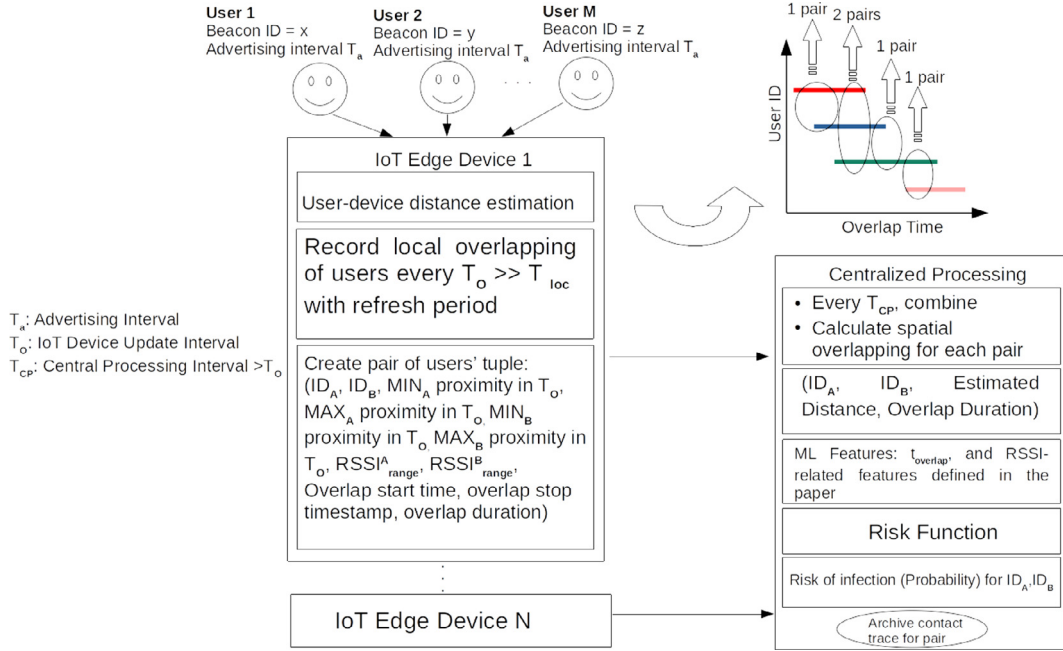 User 1
Beacon ID = x
Advertising interval Ta
User 2
Beacon ID = y
Advertising interval Ta
User M
Beacon ID = z
Advertising interval Ta
. . .
1 pair
2 pairs
1 pair
1 pair
User ID
Overlap Time
IoT Edge Device 1
User-device distance estimation
Record local overlapping
of users every TO >> T loc
with refresh period
Ta: Advertising Interval
TO: IoT Device Update Interval
TCP: Central Processing Interval >TO
Create pair of users' tuple:
(IDA, IDB, MINA proximity in TO,
MAXA proximity in TO, MINB
proximity in TO, MAXB proximity in
TO, RSSIArange, RSSIBrange,
Overlap start time, overlap stop
timestamp, overlap duration)
IoT Edge Device N
Centralized Processing
• Every TCP, combine
• Calculate spatial
overlapping for each pair
(IDA, IDB, Estimated
Distance, Overlap Duration)
ML Features: toverlap, and RSSI-
related features defined in the
paper
Risk Function
Risk of infection (Probability) for IDA,IDB
Archive contact
trace for pair